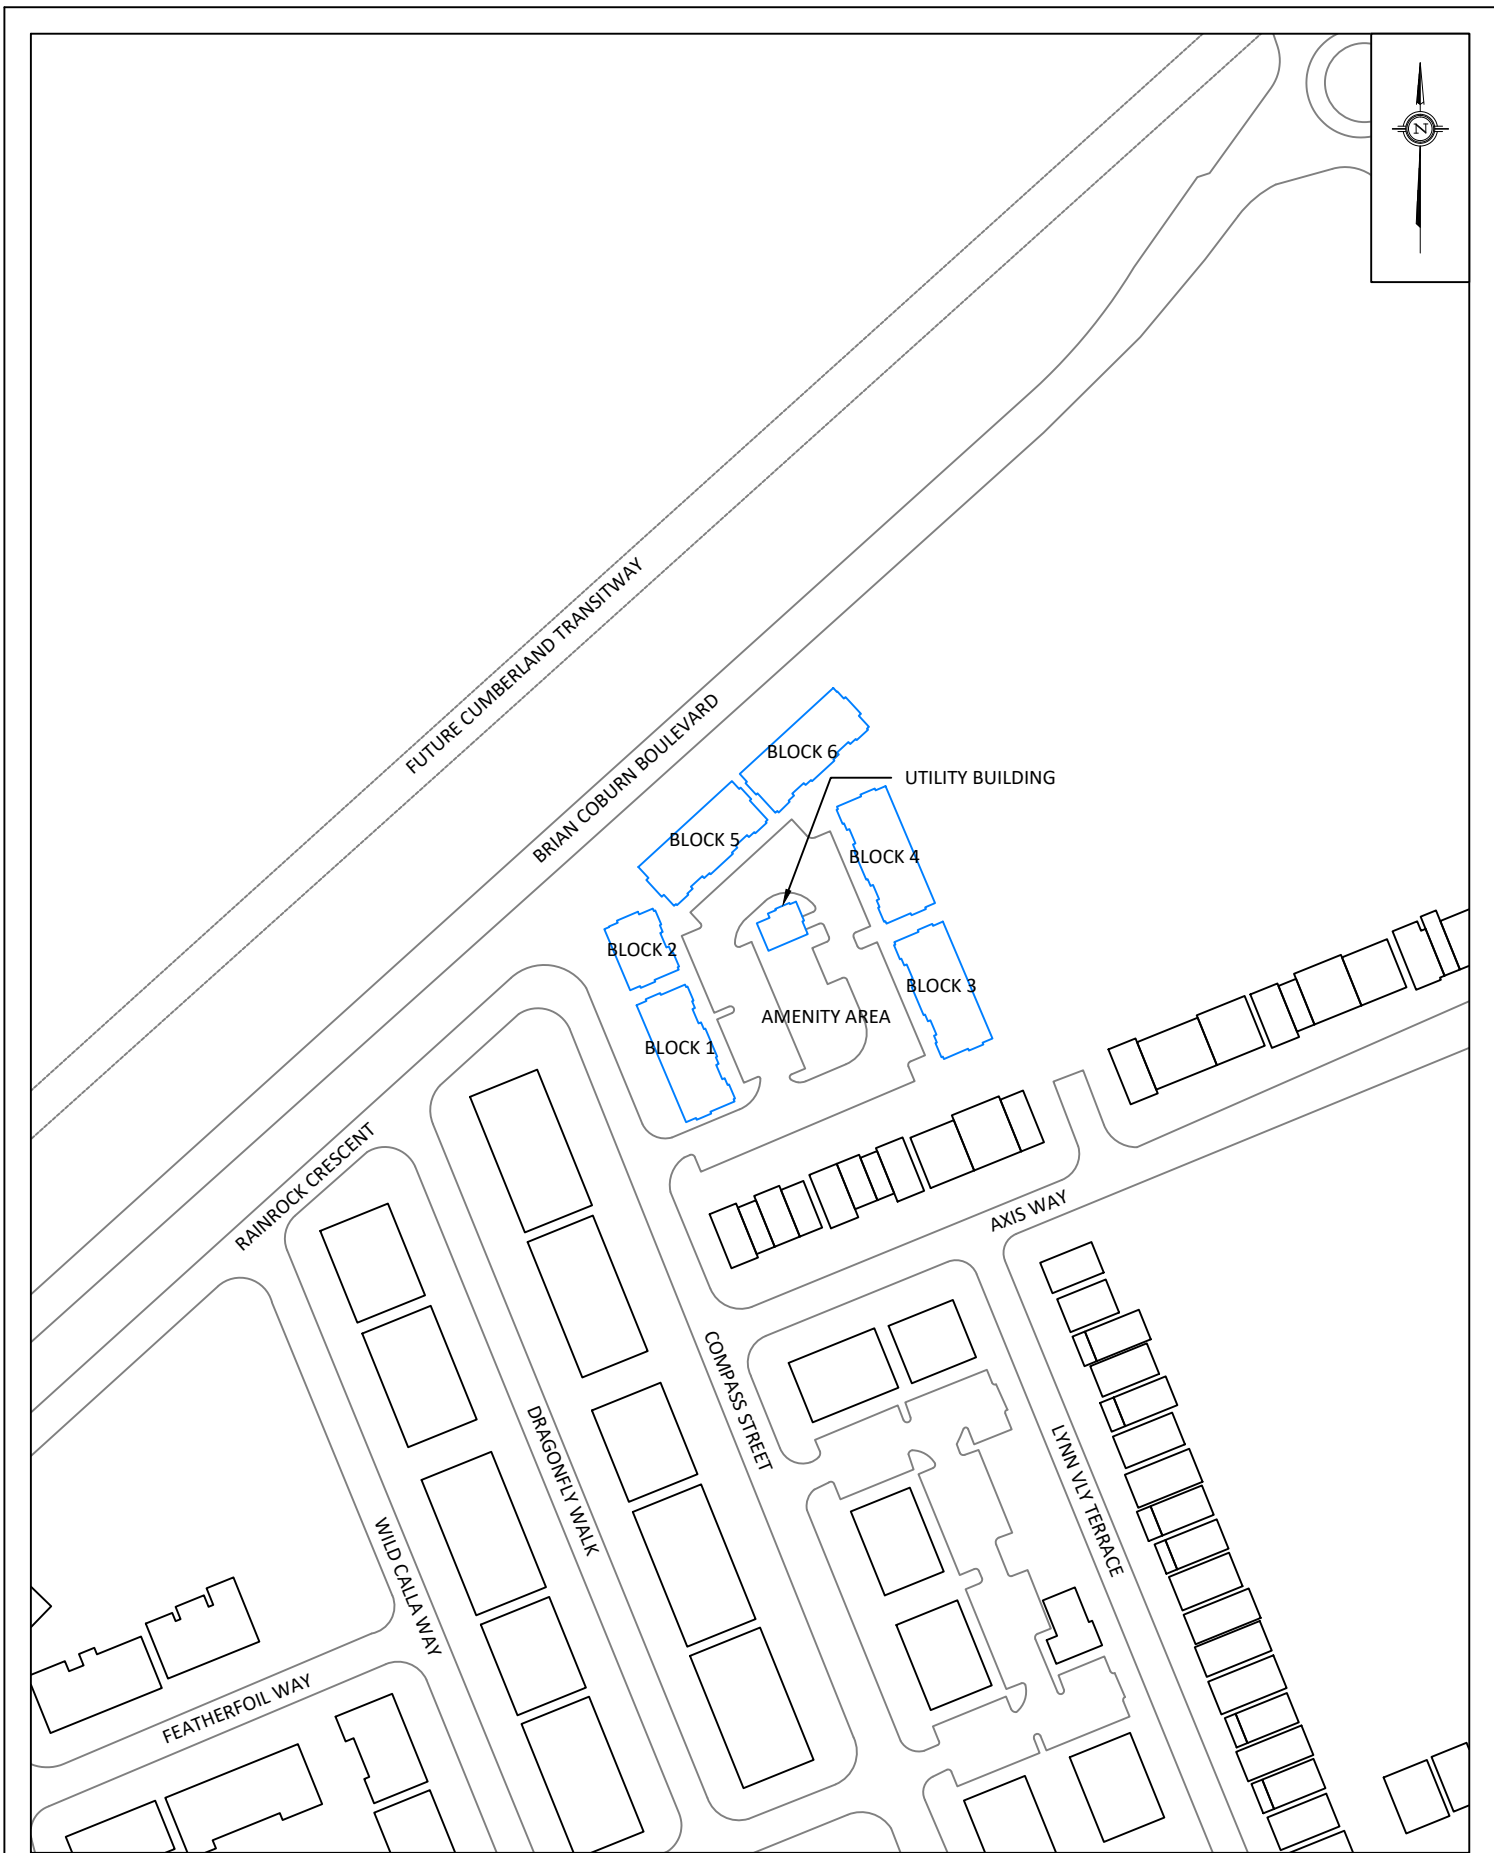 N
FUTURE CUMBERLAND TRANSITWAY
BRIAN COBURN BOULEVARD
BLOCK 6
UTILITY BUILDING
BLOCK 5
BLOCK 4
BLOCK 2
BLOCK 3
AMENITY AREA
BLOCK 1
RAINROCK CRESCENT
AXIS WAY
COMPASS STREET
DRAGONFLY WALK
LYNN VLY TERRACE
WILD CALLA WAY
FEATHERFOIL WAY